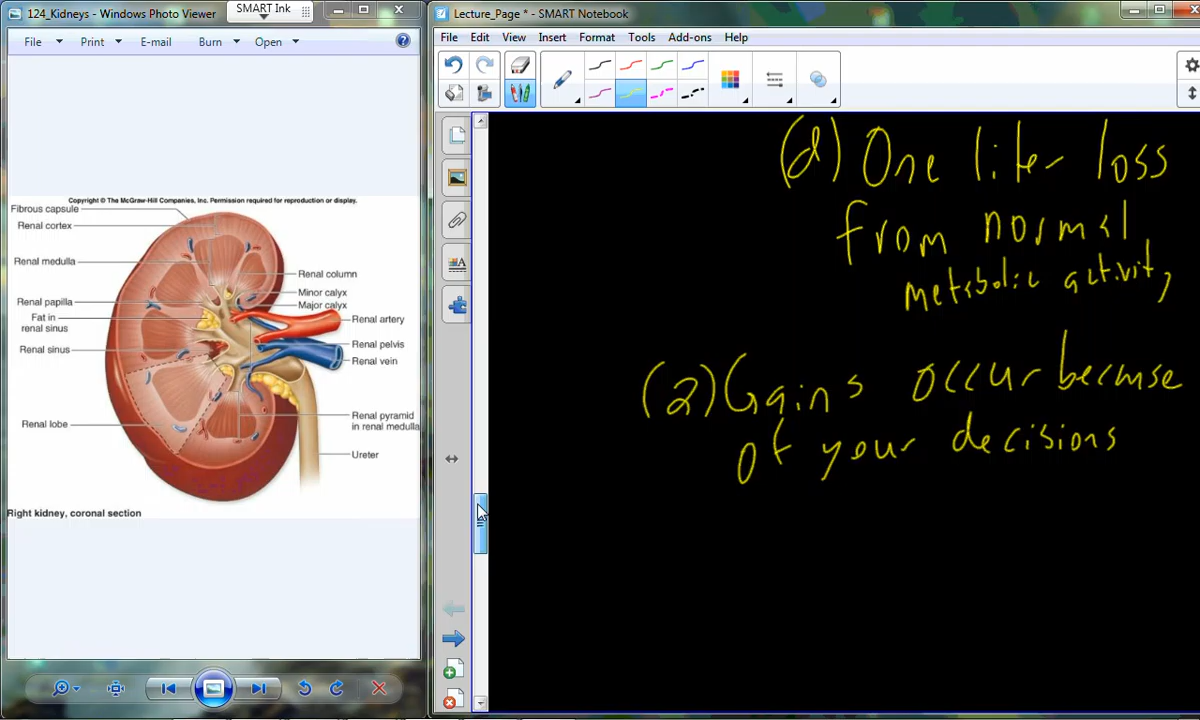 124_Kidneys - Windows Photo Viewer
SMART Ink
File Print E-mail Burn Open
Copyright © The McGraw-Hill Companies, Inc. Permission required for reproduction or display.
Fibrous capsule
Renal cortex
Renal medulla
Renal papilla
Fat in
renal sinus
Renal sinus
Renal lobe
Renal column
Minor calyx
Major calyx
Renal artery
Renal pelvis
Renal vein
Renal pyramid
in renal medulla
Ureter
Right kidney, coronal section
Lecture_Page * - SMART Notebook
File Edit View Insert Format Tools Add-ons Help
(d) One liter loss
from normal
metabolic activity
(2) Gains occur because
of your decisions